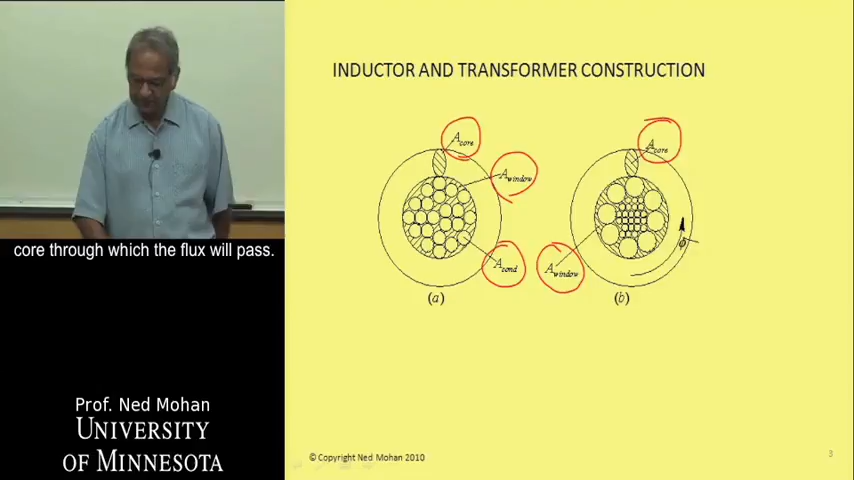 INDUCTOR AND TRANSFORMER CONSTRUCTION
Acore
Awindow
Acond
(a)
Acore
Awindow
ϕ
(b)
core through which the flux will pass.
Prof. Ned Mohan
UNIVERSITY
OF MINNESOTA
© Copyright Ned Mohan 2010
3